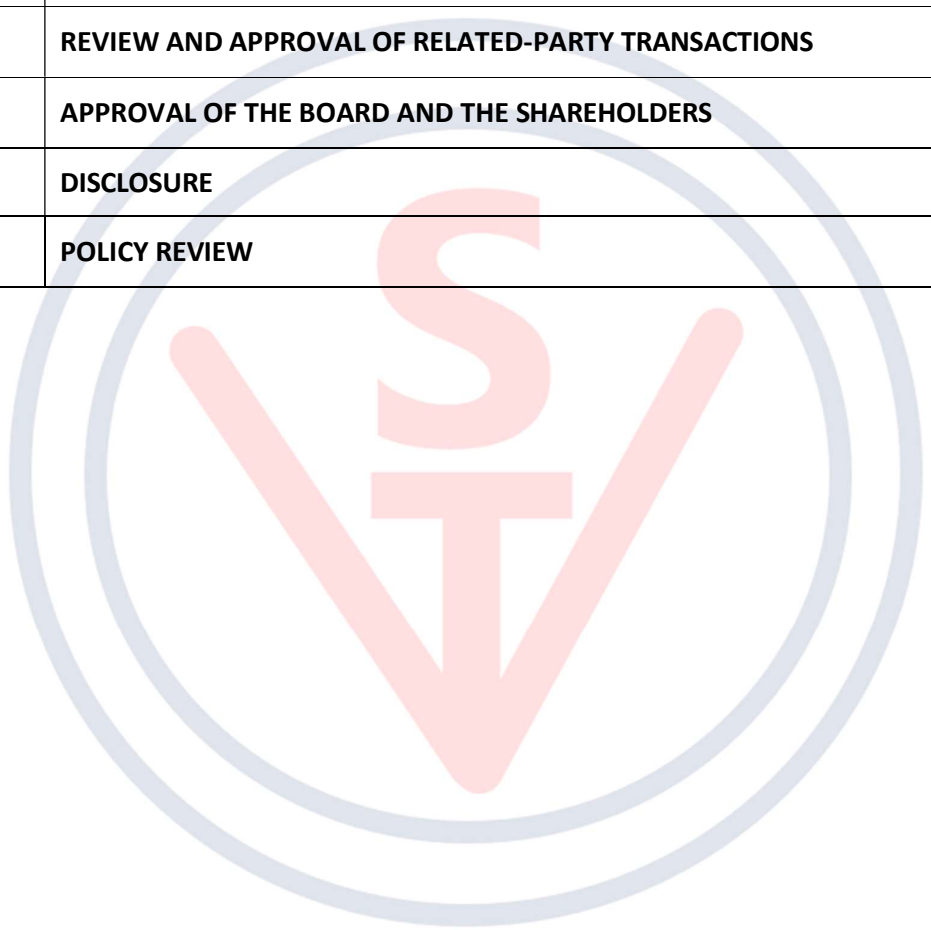 REVIEW AND APPROVAL OF RELATED-PARTY TRANSACTIONS
APPROVAL OF THE BOARD AND THE SHAREHOLDERS
DISCLOSURE
POLICY REVIEW
S
T